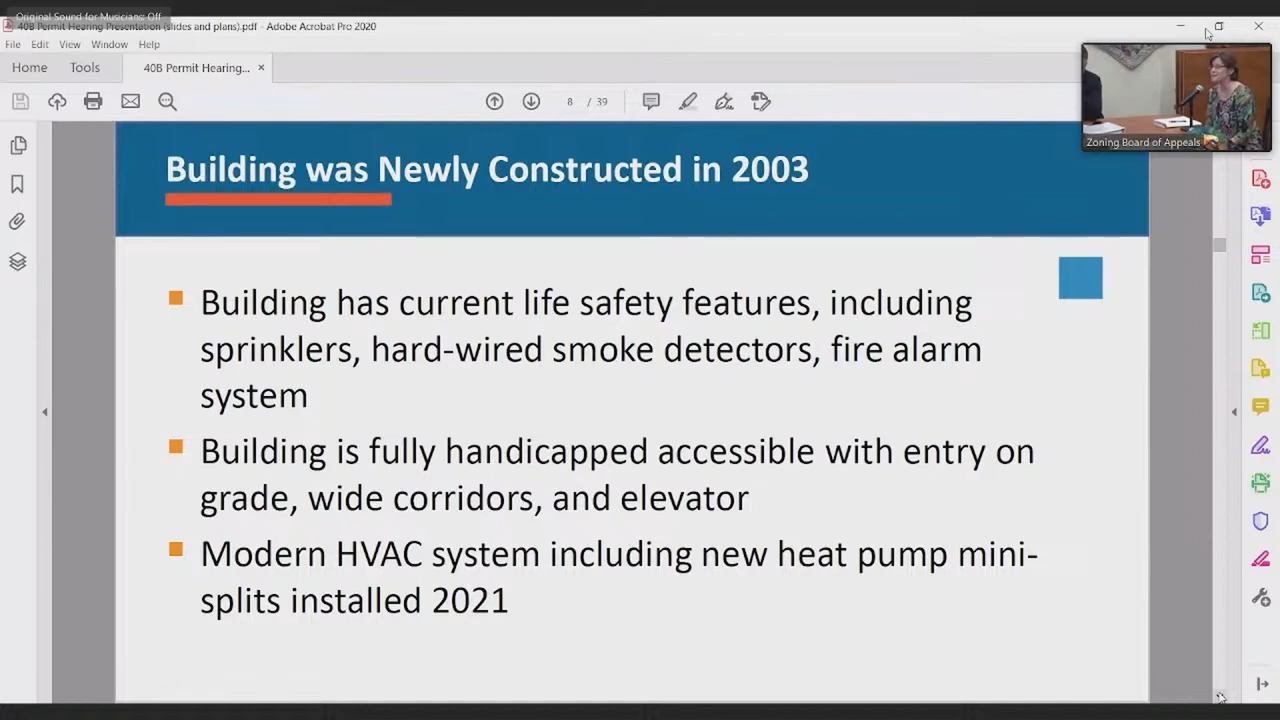 Original Sound for Musicians: Off
40B Permit Hearing Presentation (slides and plans).pdf - Adobe Acrobat Pro 2020
File Edit View Window Help
Home Tools 40B Permit Hearing... ×
8 / 39
Zoning Board of Appeals
Building was Newly Constructed in 2003
Building has current life safety features, including
sprinklers, hard-wired smoke detectors, fire alarm
system
Building is fully handicapped accessible with entry on
grade, wide corridors, and elevator
Modern HVAC system including new heat pump mini-
splits installed 2021